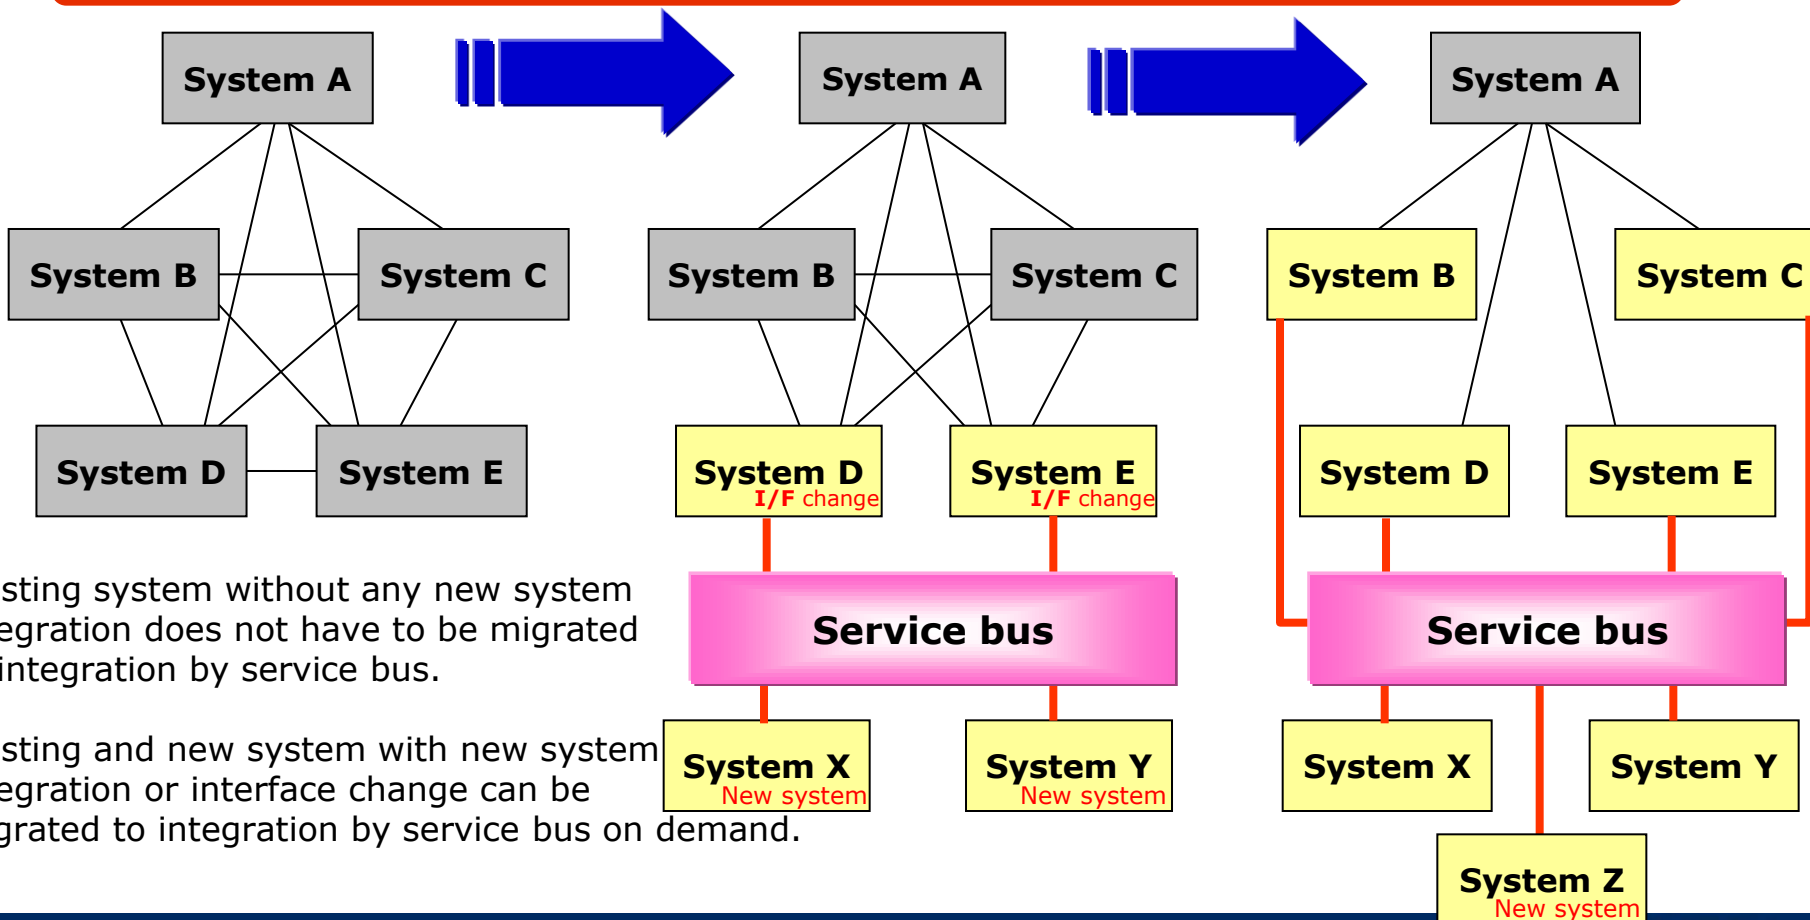 System A
System A
System A
System B
System C
System B
System C
System B
System C
System D
System E
System D
I/F change
System E
I/F change
System D
System E
sting system without any new system
egration does not have to be migrated
integration by service bus.
Service bus
Service bus
sting and new system with new system
egration or interface change can be
grated to integration by service bus on demand.
System X
New system
System Y
New system
System X
System Y
System Z
New system